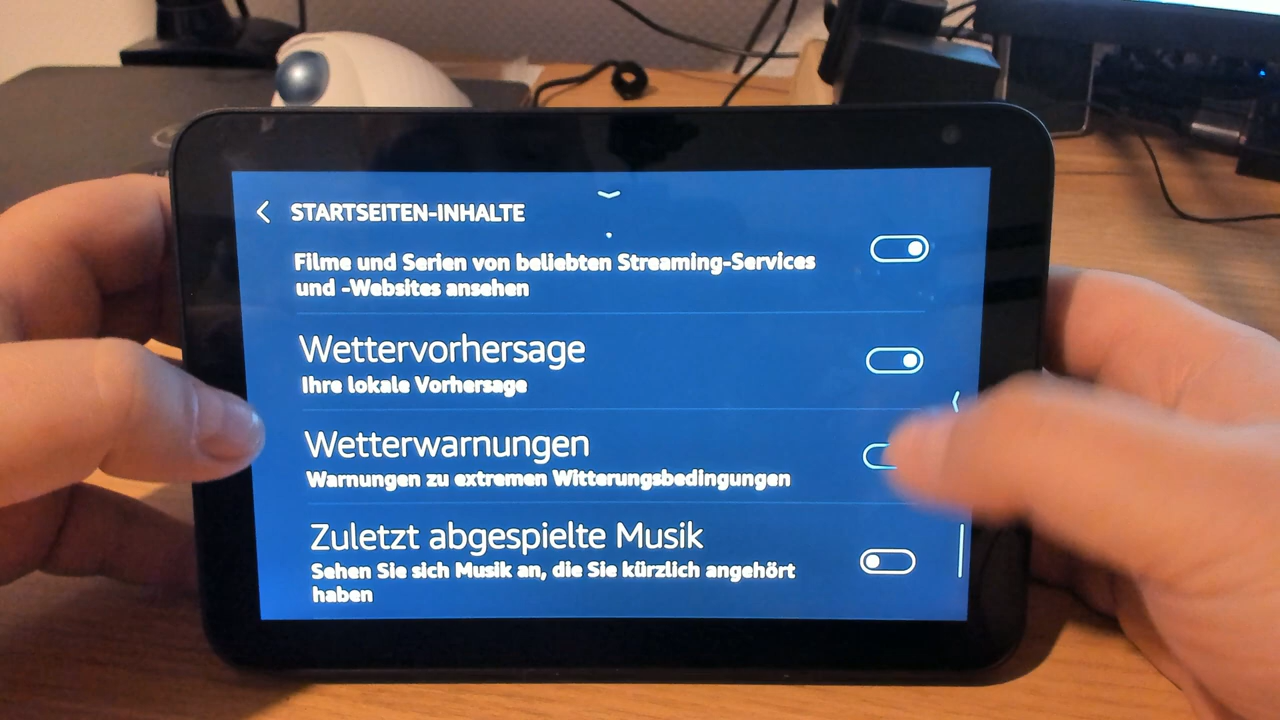 STARTSEITEN-INHALTE
Filme und Serien von beliebten Streaming-Services
und -Websites ansehen
Wettervorhersage
Ihre lokale Vorhersage
Wetterwarnungen
Warnungen zu extremen Witterungsbedingungen
Zuletzt abgespielte Musik
Sehen Sie sich Musik an, die Sie kürzlich angehört
haben